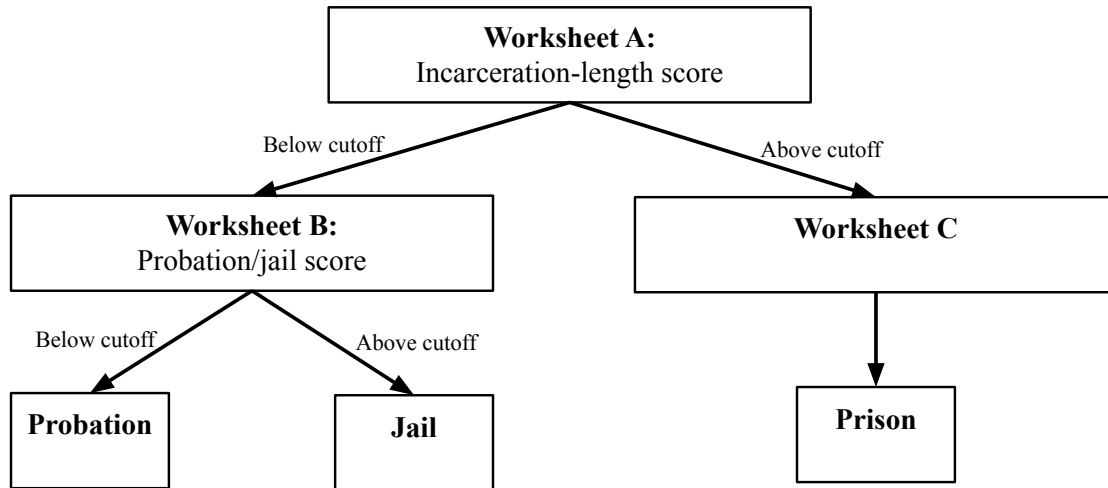 Worksheet A:
Incarceration-length score
Below cutoff
Above cutoff
Worksheet B:
Probation/jail score
Worksheet C
Below cutoff
Above cutoff
Probation
Jail
Prison